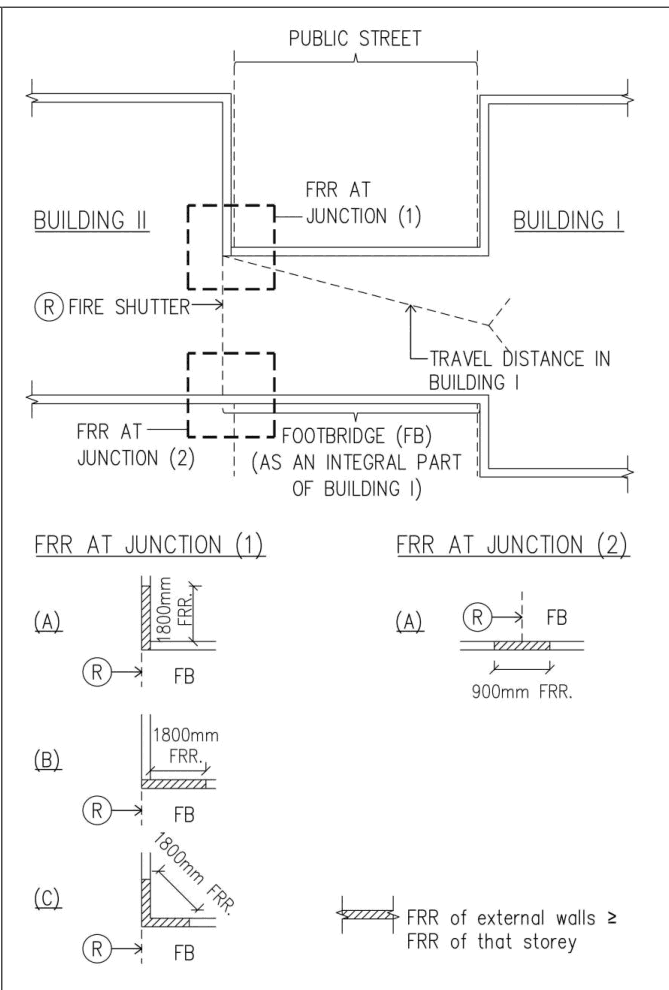 PUBLIC STREET
FRR AT
JUNCTION (1)
BUILDING II
BUILDING I
R FIRE SHUTTER
TRAVEL DISTANCE IN
BUILDING I
FRR AT
JUNCTION (2)
FOOTBRIDGE (FB)
(AS AN INTEGRAL PART
OF BUILDING I)
FRR AT JUNCTION (1)
FRR AT JUNCTION (2)
(A)
1800mm
FRR.
R
FB
(A)
R
FB
900mm FRR.
(B)
1800mm
FRR.
R
FB
(C)
1800mm FRR.
R
FB
FRR of external walls ≥
FRR of that storey